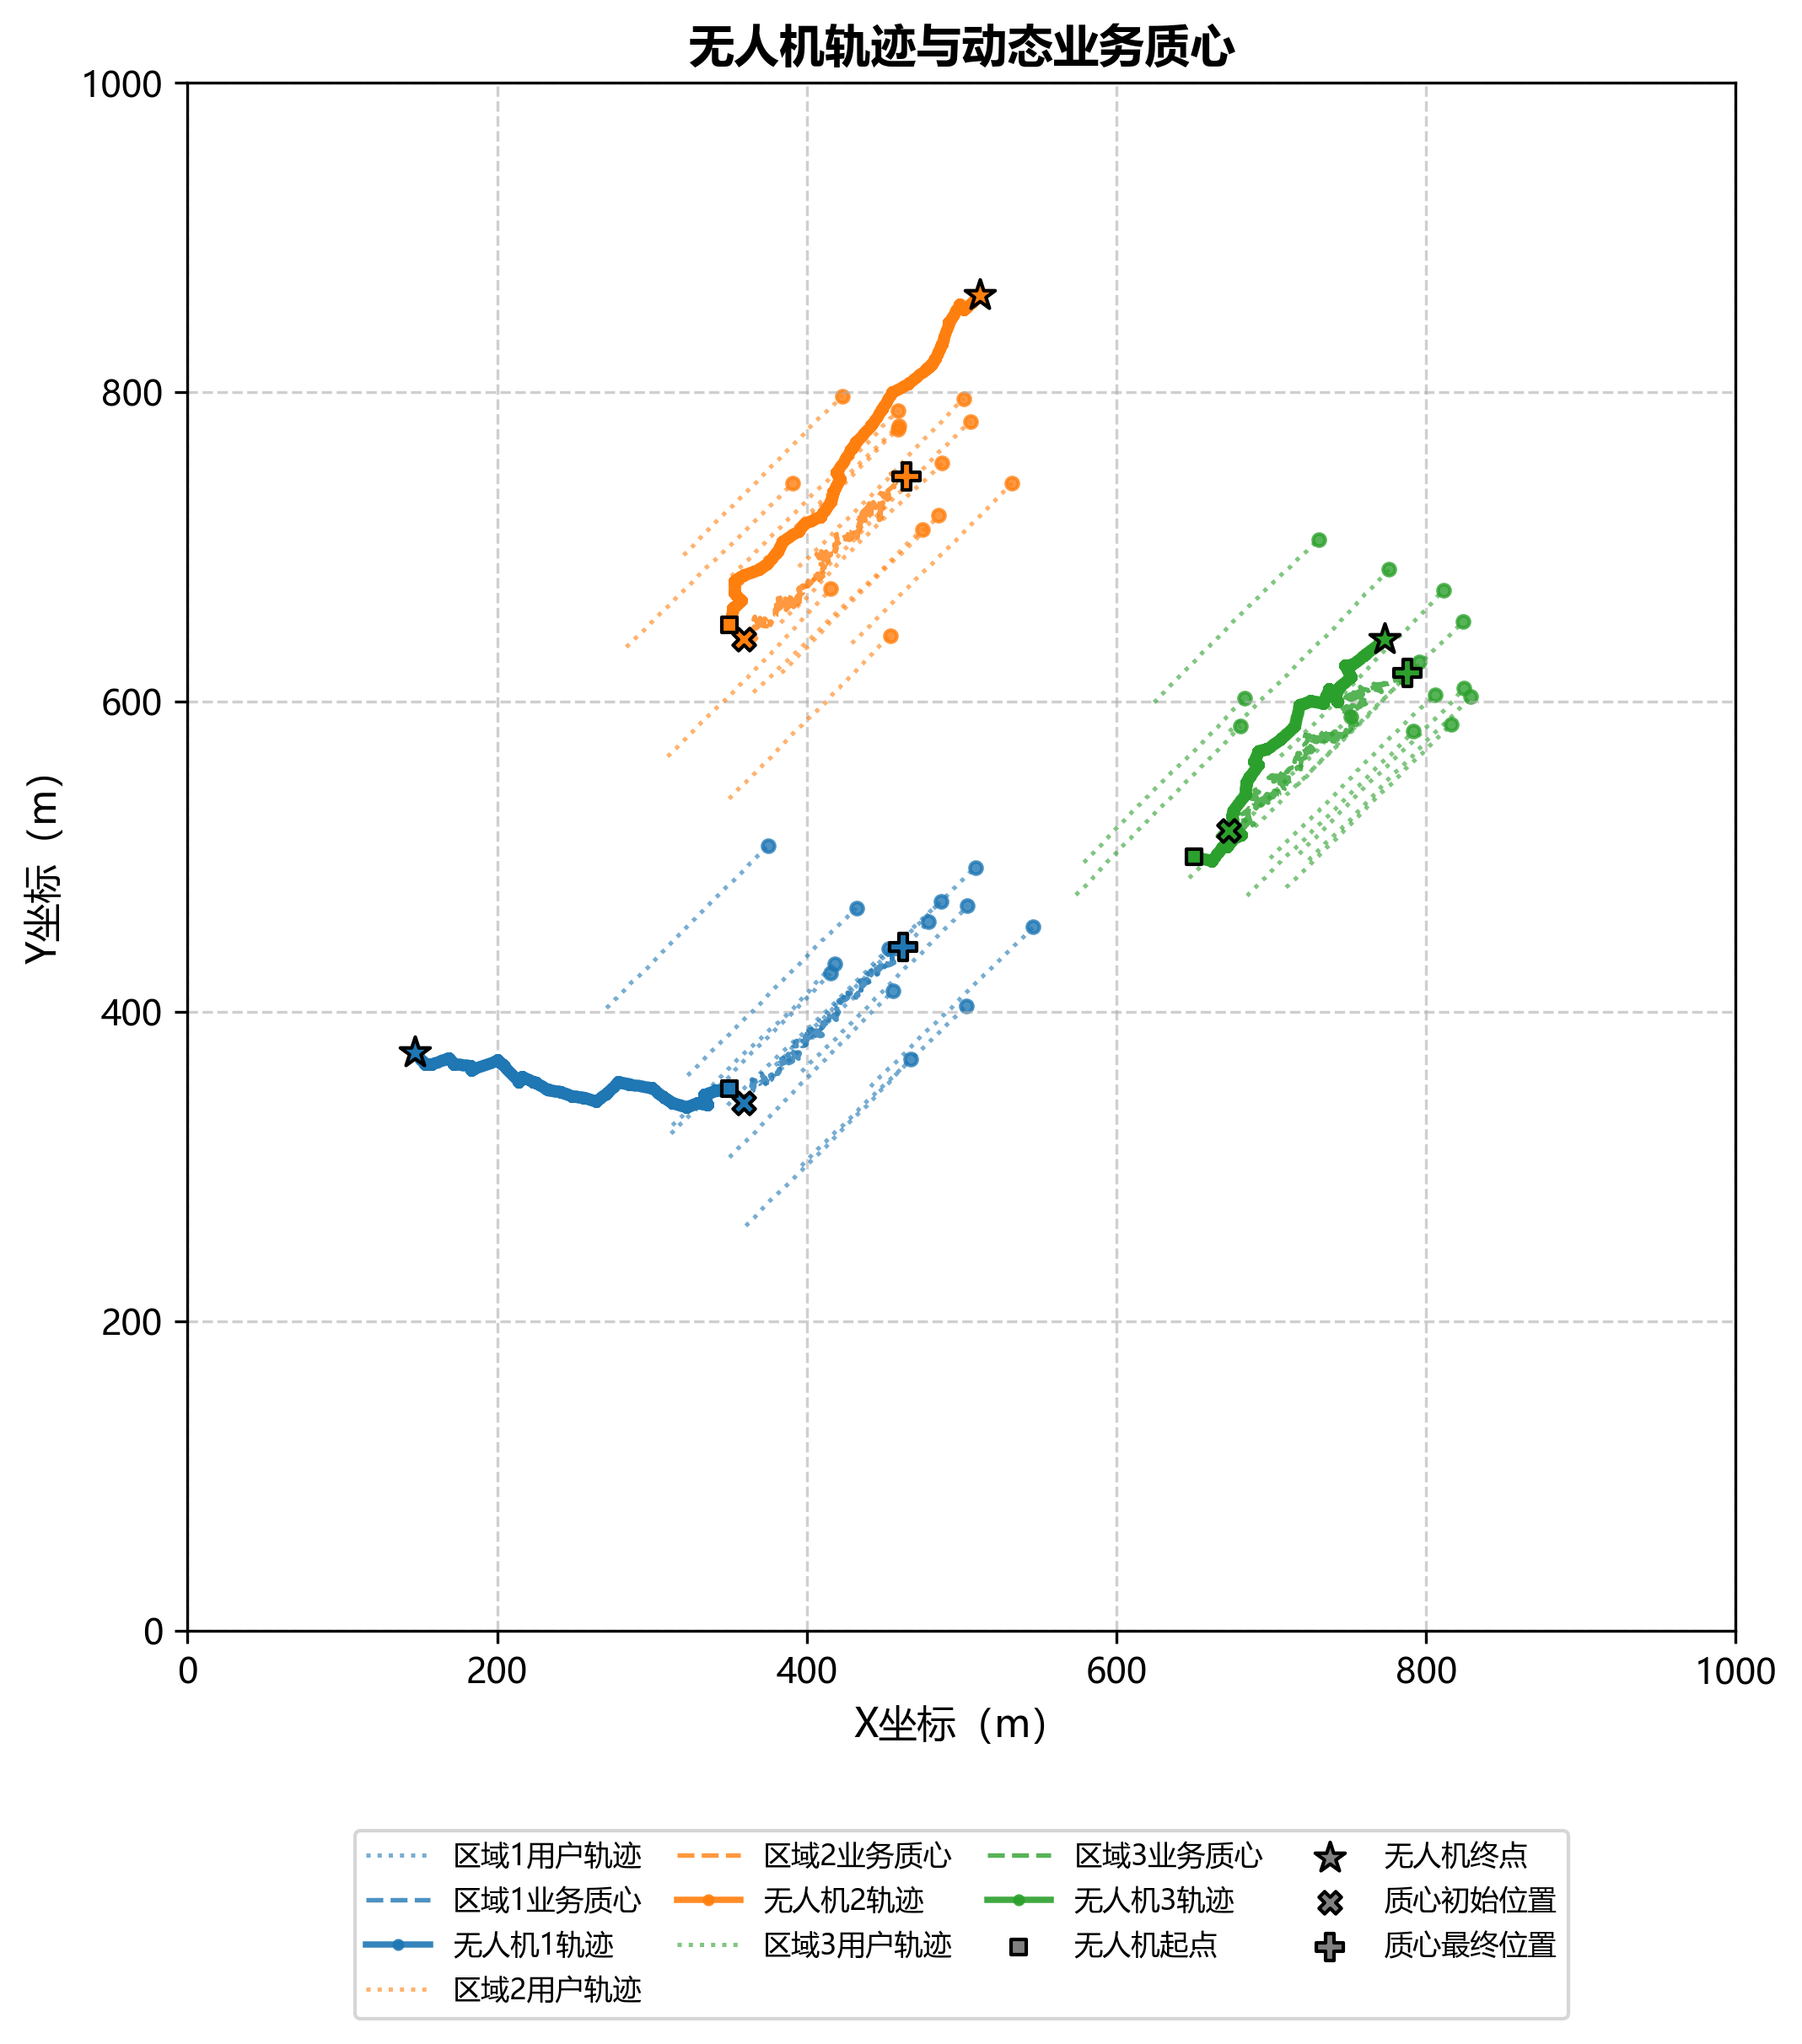 无人机轨迹与动态业务质心
1000
800
600
400
200
0
Y坐标（m）
0 200 400 600 800 1000
X坐标（m）
区域1用户轨迹
区域1业务质心
无人机1轨迹
区域2用户轨迹
区域2业务质心
无人机2轨迹
区域3用户轨迹
区域3业务质心
无人机3轨迹
无人机起点
无人机终点
质心初始位置
质心最终位置